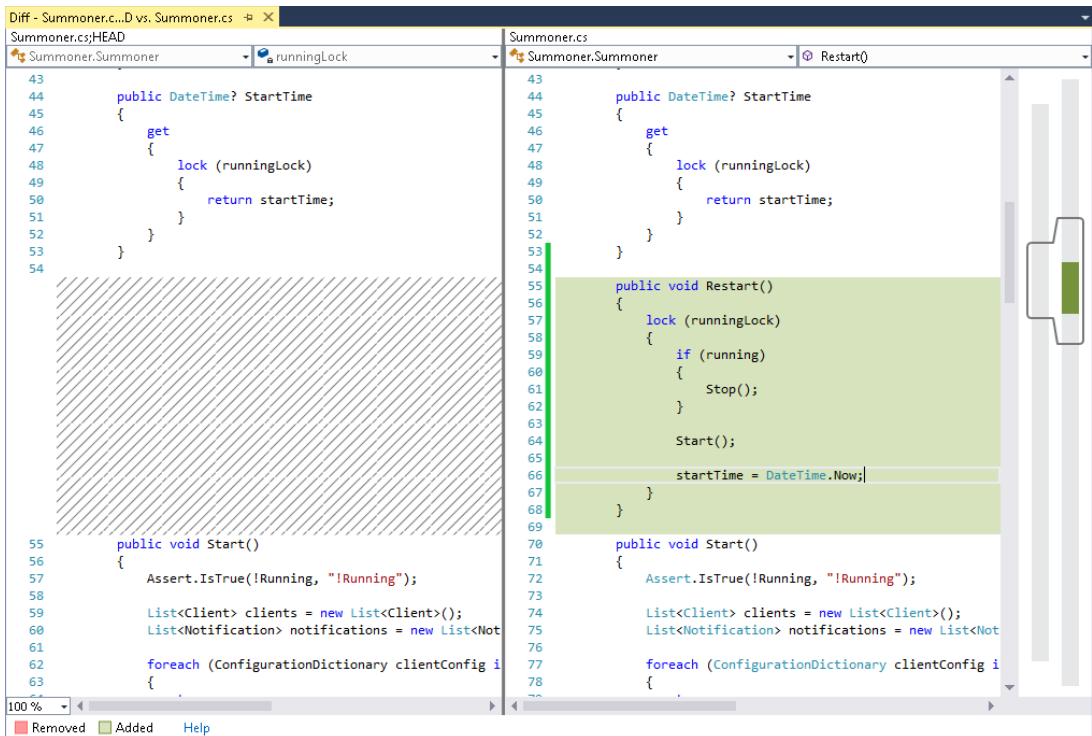 Diff - Summoner.c...D vs. Summoner.cs
Summoner.cs;HEAD
Summoner.Summoner
runningLock
43
44 public DateTime? StartTime
45 {
46 get
47 {
48 lock (runningLock)
49 {
50 return startTime;
51 }
52 }
53 }
54
55 public void Start()
56 {
57 Assert.IsTrue(!Running, "!Running");
58
59 List<Client> clients = new List<Client>();
60 List<Notification> notifications = new List<Not
61
62 foreach (ConfigurationDictionary clientConfig i
63 {
100 %
Summoner.cs
Summoner.Summoner
Restart()
43
44 public DateTime? StartTime
45 {
46 get
47 {
48 lock (runningLock)
49 {
50 return startTime;
51 }
52 }
53 }
54
55 public void Restart()
56 {
57 lock (runningLock)
58 {
59 if (running)
60 {
61 Stop();
62 }
63
64 Start();
65
66 startTime = DateTime.Now;
67 }
68 }
69
70 public void Start()
71 {
72 Assert.IsTrue(!Running, "!Running");
73
74 List<Client> clients = new List<Client>();
75 List<Notification> notifications = new List<Not
76
77 foreach (ConfigurationDictionary clientConfig i
78 {
Removed Added Help